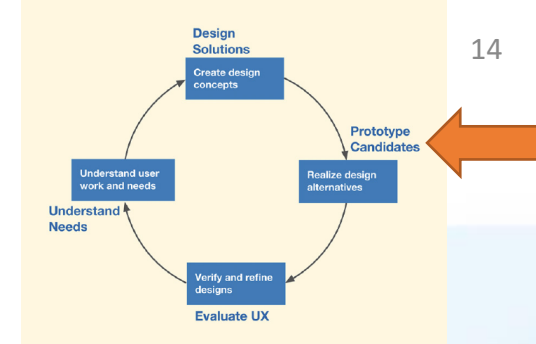 Design
Solutions
Create design
concepts
14
Prototype
Candidates
Realize design
alternatives
Understand user
work and needs
Understand
Needs
Verify and refine
designs
Evaluate UX